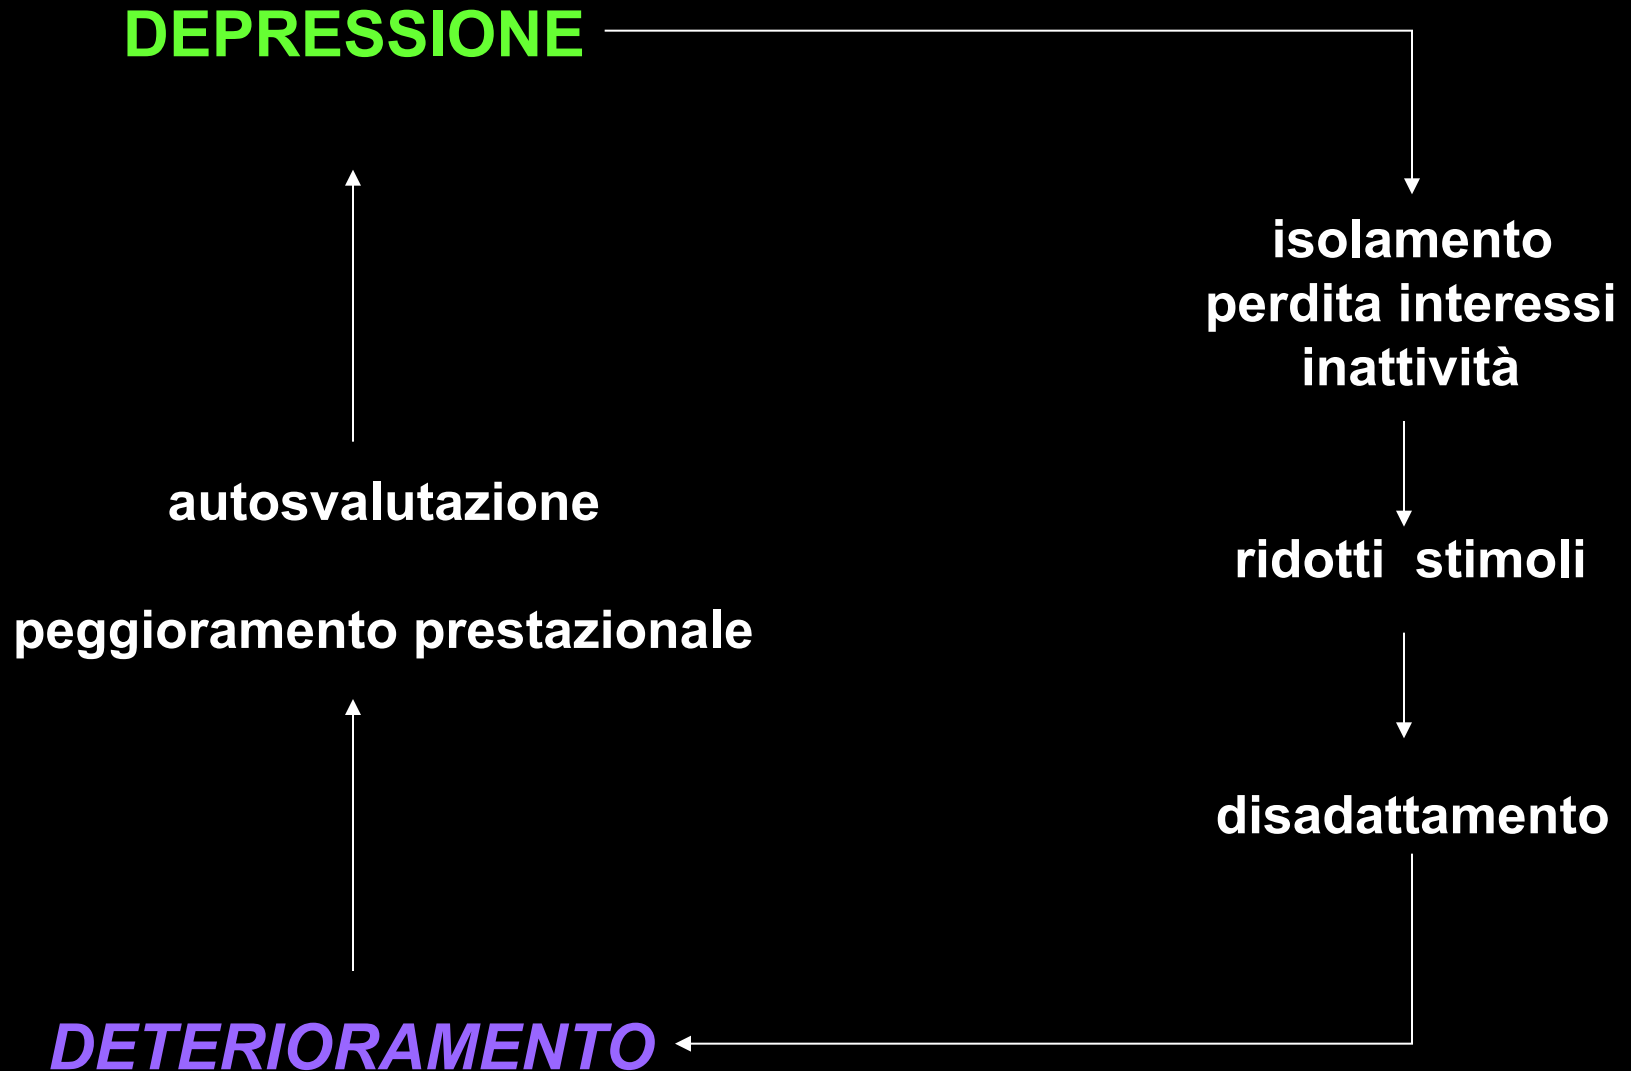 DEPRESSIONE
isolamento
perdita interessi
inattività
ridotti stimoli
disadattamento
DETERIORAMENTO
peggioramento prestazionale
autosvalutazione